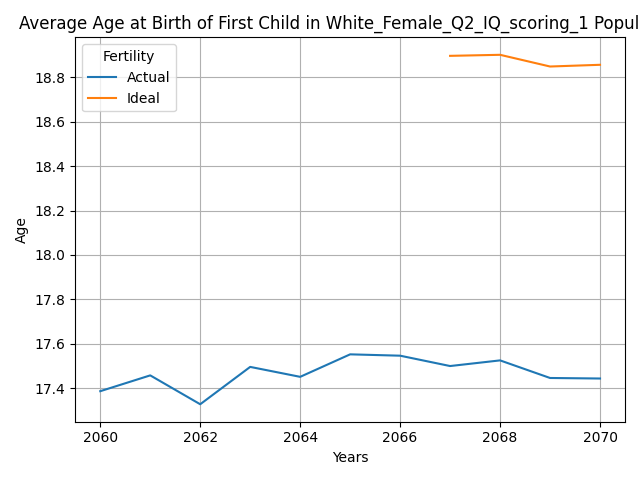 Average Age at Birth of First Child in White_Female_Q2_IQ_scoring_1 Popul
Fertility
Actual
Ideal
Age
18.8
18.6
18.4
18.2
18.0
17.8
17.6
17.4
2060
2062
2064
2066
2068
2070
Years